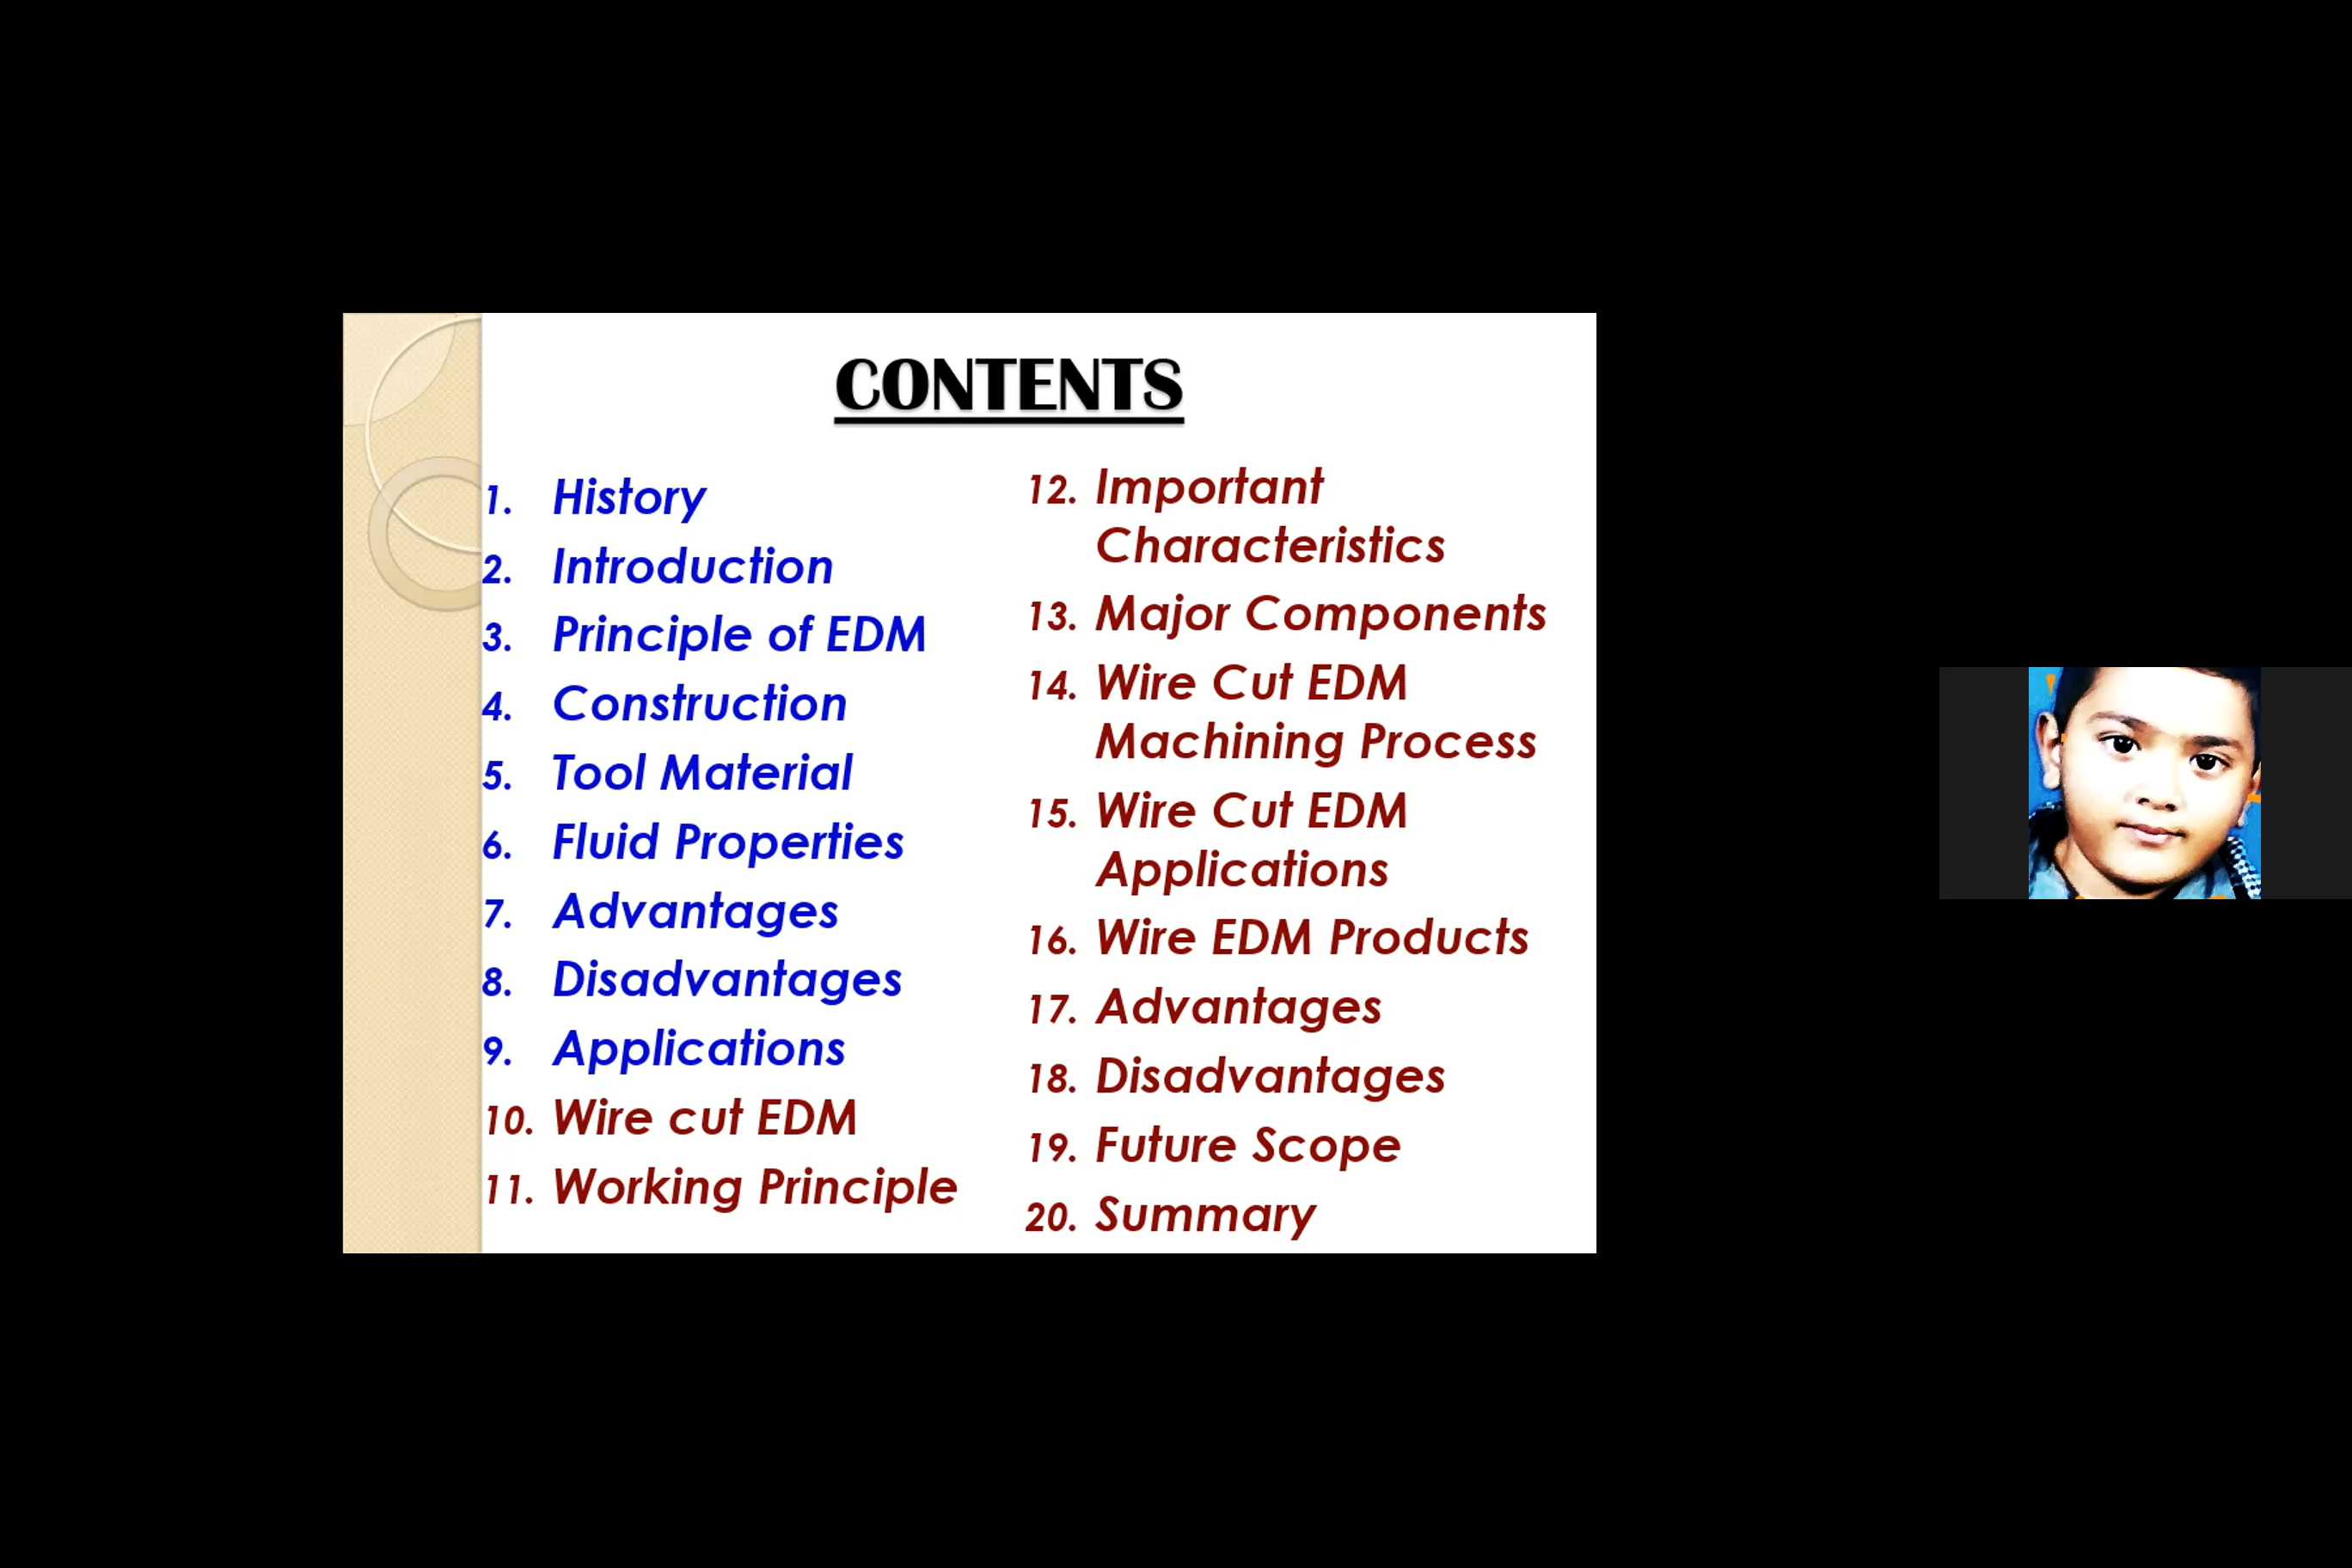 CONTENTS
1. History
2. Introduction
3. Principle of EDM
4. Construction
5. Tool Material
6. Fluid Properties
7. Advantages
8. Disadvantages
9. Applications
10. Wire cut EDM
11. Working Principle
12. Important
Characteristics
13. Major Components
14. Wire Cut EDM
Machining Process
15. Wire Cut EDM
Applications
16. Wire EDM Products
17. Advantages
18. Disadvantages
19. Future Scope
20. Summary